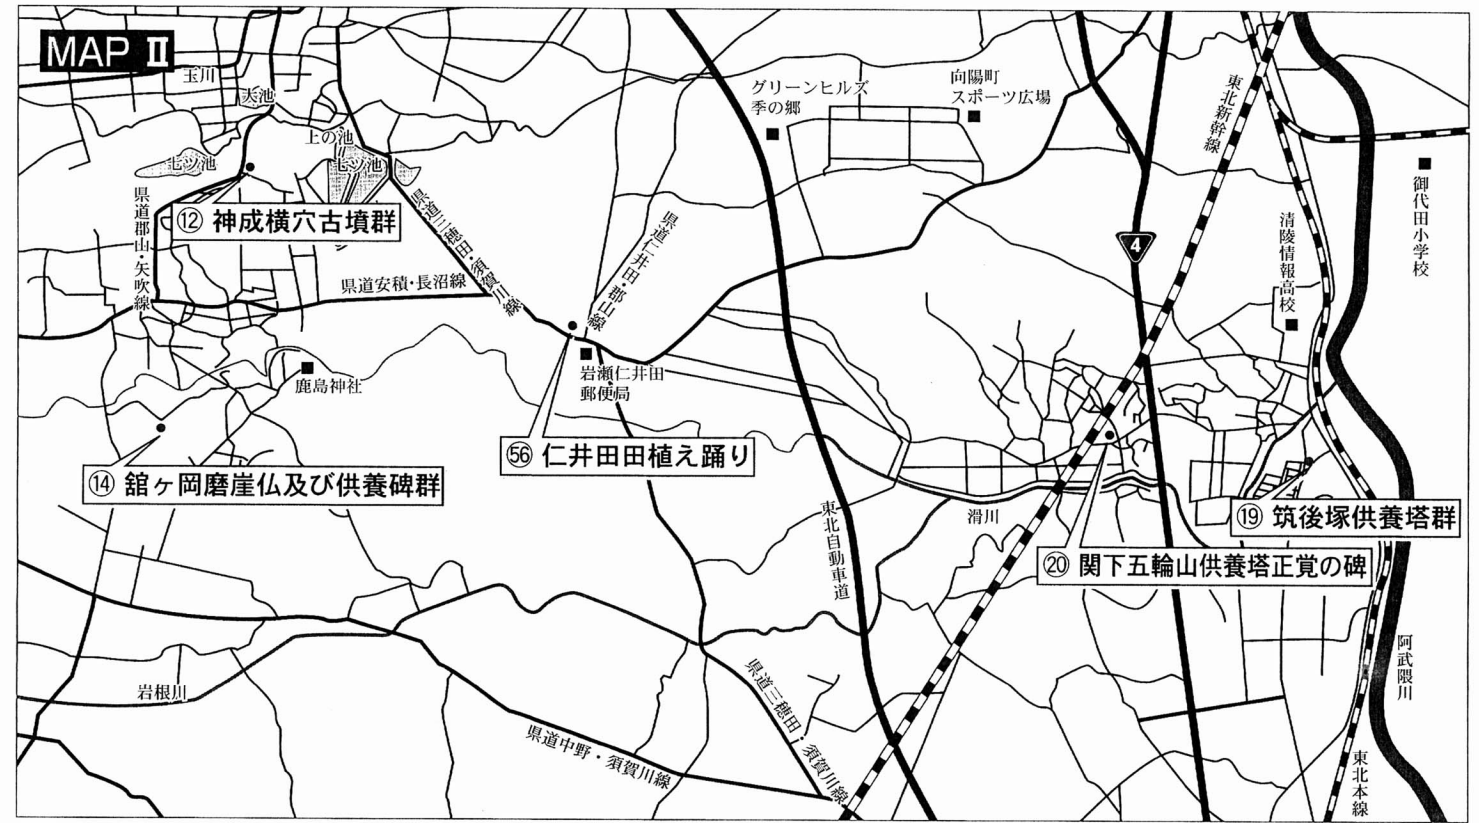 MAP Ⅱ
玉川
大池
上の池
七ツ池
七ツ池
グリーンヒルズ
季の郷
向陽町
スポーツ広場
東北新幹線
御代田小学校
清陵情報高校
県道郡山・矢吹線
⑫ 神成横穴古墳群
県道三穂田・須賀川線
県道仁井田・郡山線
4
県道安積・長沼線
鹿島神社
岩瀬仁井田
郵便局
㊻ 仁井田田植え踊り
⑭ 舘ヶ岡磨崖仏及び供養碑群
東北自動車道
滑川
⑲ 筑後塚供養塔群
⑳ 関下五輪山供養塔正覚の碑
阿武隈川
岩根川
県道三穂田・須賀川線
県道中野・須賀川線
東北本線